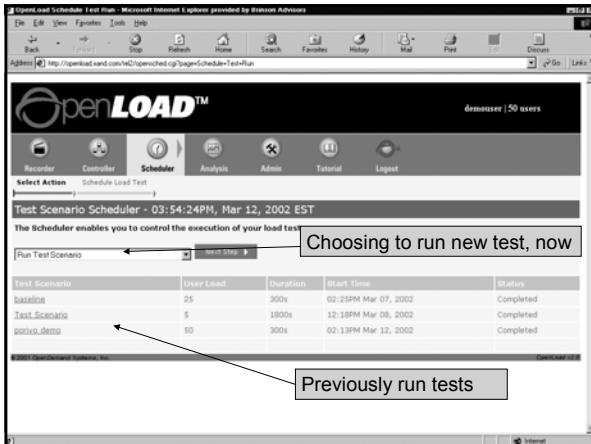 OpenLoad Schedule Test Run - Microsoft Internet Explorer provided by Brinson Advisors
File Edit View Favorites Tools Help
Back Forward Stop Refresh Home Search Favorites History Mail Print Edit Discuss
Address http://openload.vand.com/rel2/opensched.cgi?page=Schedule+Test+Run Go Links
OpenLOAD™
demouser | 50 users
Recorder Controller Scheduler Analysis Admin Tutorial Logout
Select Action Schedule Load Test
Test Scenario Scheduler - 03:54:24PM, Mar 12, 2002 EST
The Scheduler enables you to control the execution of your load test
Choosing to run new test, now
Run Test Scenario Next Step
Test Scenario User Load Duration Start Time Status
baseline 25 300s 02:25PM Mar 07, 2002 Completed
Test Scenario 5 1800s 12:18PM Mar 08, 2002 Completed
porivo_demo 50 300s 02:13PM Mar 12, 2002 Completed
© 2001 OpenDemand Systems, Inc. OpenLoad v2.0
Previously run tests
Internet